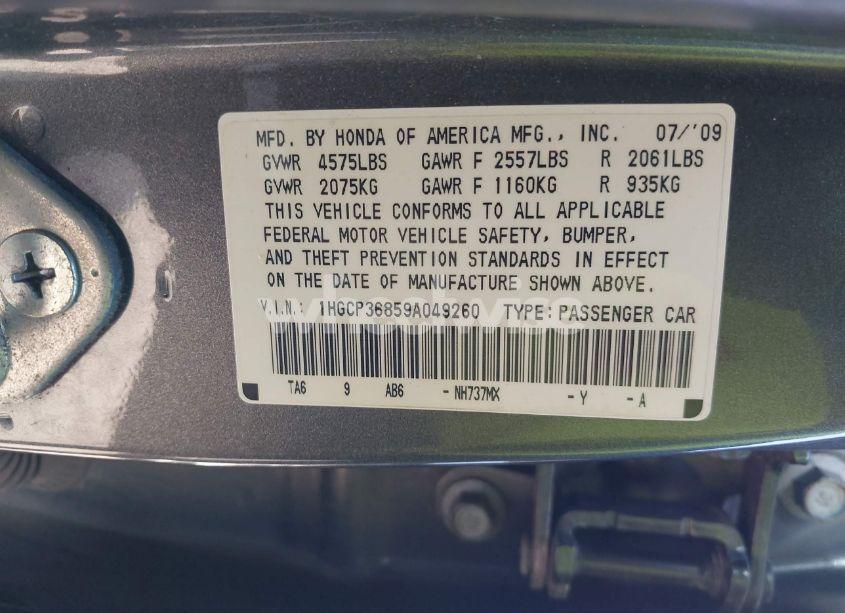 MFD. BY HONDA OF AMERICA MFG., INC. 07/'09
GVWR 4575LBS GAWR F 2557LBS R 2061LBS
GVWR 2075KG GAWR F 1160KG R 935KG
THIS VEHICLE CONFORMS TO ALL APPLICABLE
FEDERAL MOTOR VEHICLE SAFETY, BUMPER,
AND THEFT PREVENTION STANDARDS IN EFFECT
ON THE DATE OF MANUFACTURE SHOWN ABOVE.
V.I.N.: 1HGCP36859A049260 TYPE: PASSENGER CAR
wheelwise
TA6 9 AB6 - NH737MX - Y - A